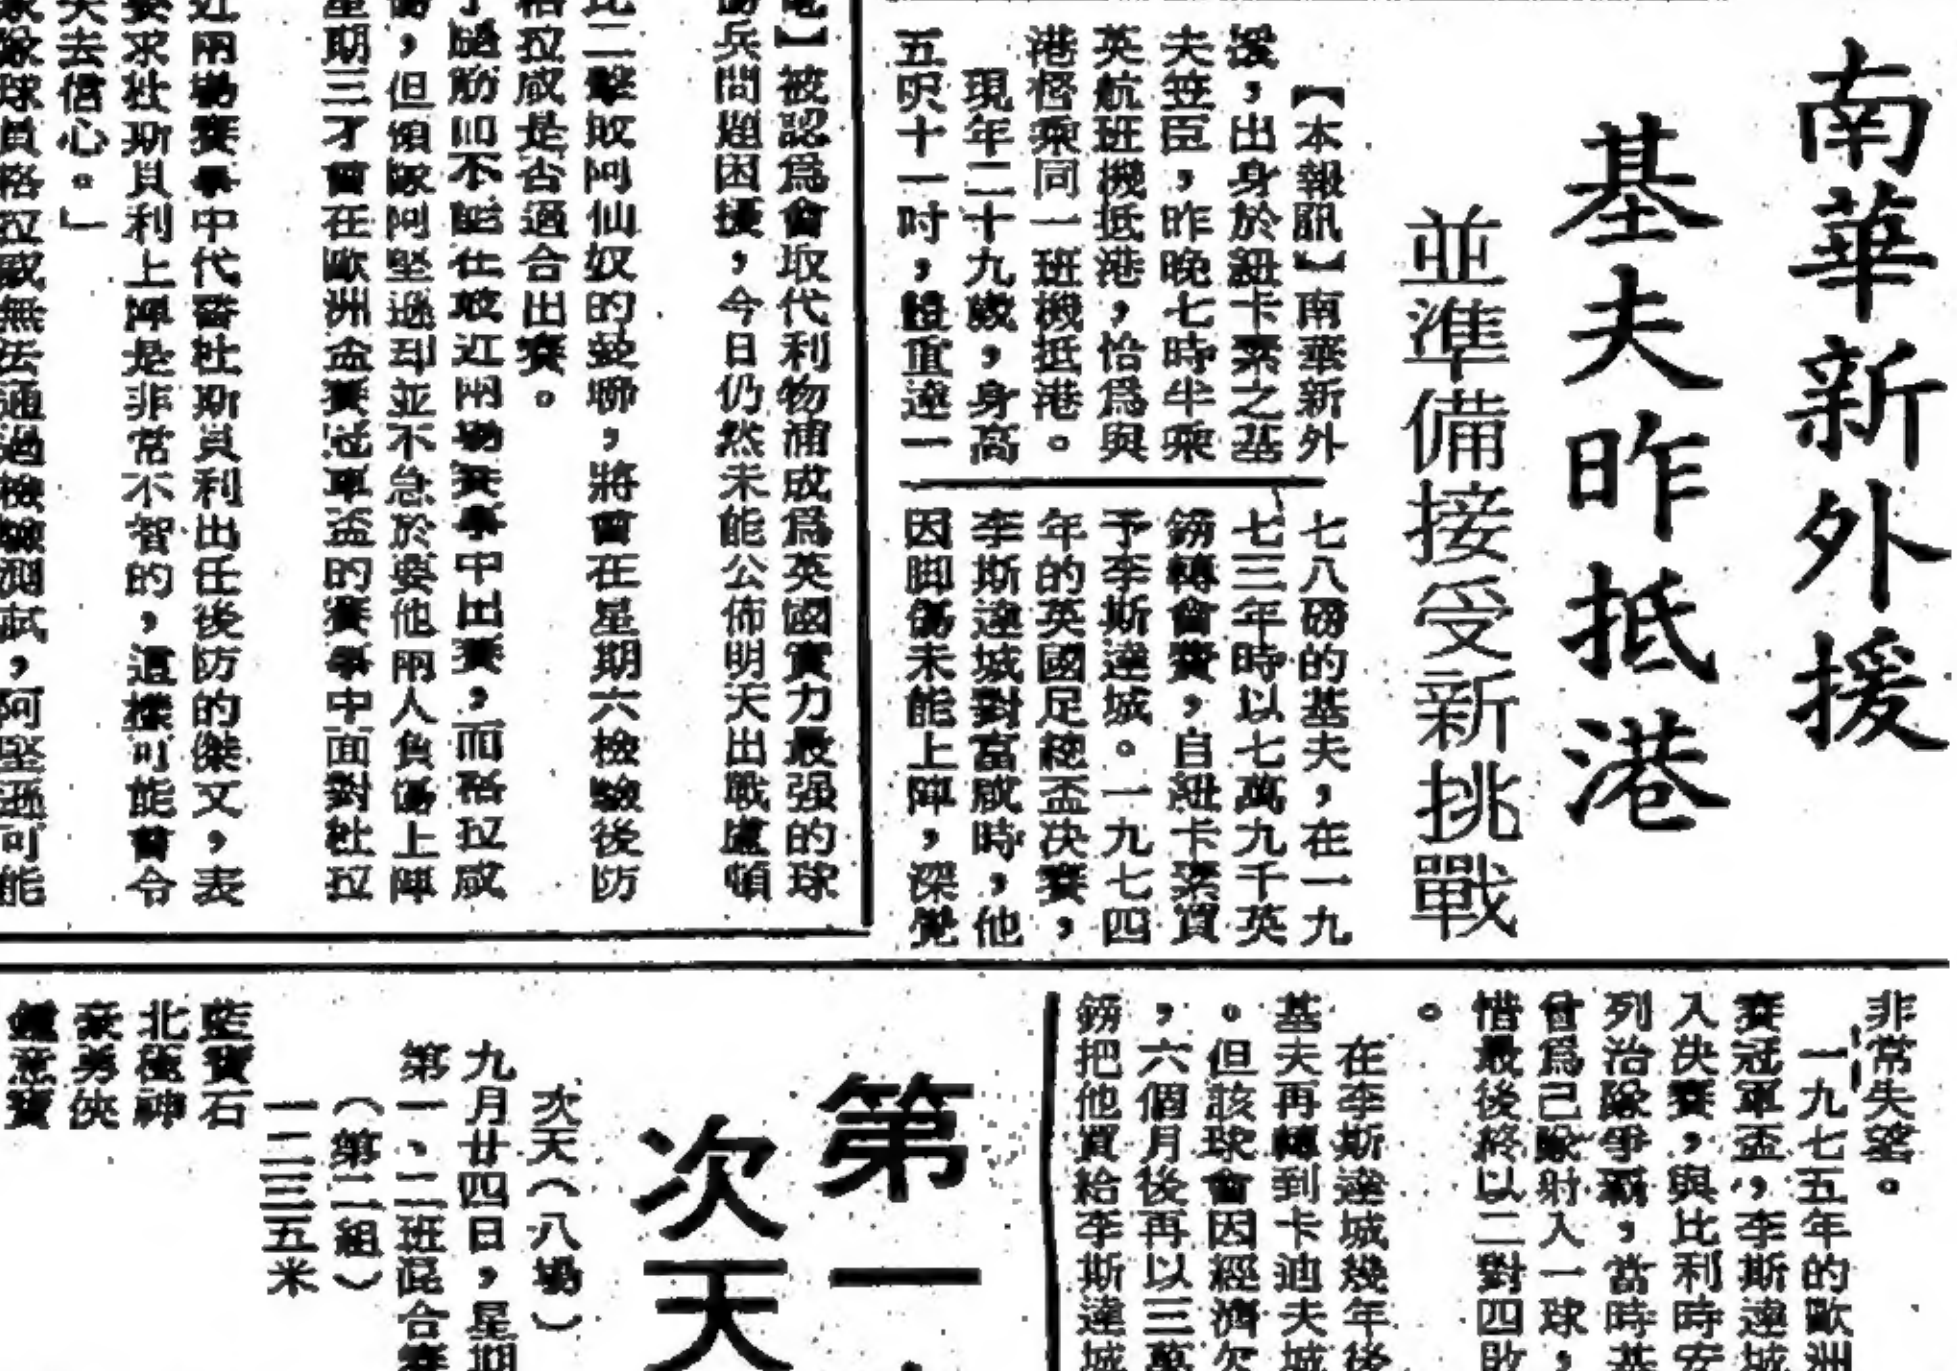 南華新外援
基夫昨抵港
並準備接受新挑戰
【本報訊】南華新外
援，出身於紐卡素之基
夫笠臣，昨晚七時半乘
英航班機抵港，恰爲與
港督乘同一班機抵港。
現年二十九歲，身高
五呎十一吋，體重達一
七八磅的基夫，在一九
七三年時以七萬九千英
鎊轉會費，自紐卡素買
予李斯達城。一九七四
年的英國足總盃決賽，
李斯達城對富咸時，他
因脚傷未能上陣，深覺
非常失望。
一九七五年的歐洲
賽冠軍盃，李斯達城
入決賽，與比利時安
列治隊爭霸，當時基
曾爲己隊射入一球，
惜最後終以二對四敗
。
在李斯達城幾年後
基夫再轉到卡迪夫城
。但該球會因經濟欠
，六個月後再以三萬
鎊把他買給李斯達城
電】被認爲會取代利物浦成爲英國實力最强的球
傷兵問題困擾，今日仍然未能公佈明天出戰盧頓
比二擊敗阿仙奴的曼聯，將會在星期六檢驗後防
格拉咸是否適合出賽。
了腿筋而不能在最近兩場賽事中出賽，而格拉咸
傷，但領隊阿堅遜却並不急於要他兩人負傷上陣
星期三才會在歐洲盃賽冠軍盃的賽事中面對杜拉
近兩場賽事中代替杜斯貝利出任後防的傑文，表
要求杜斯貝利上陣是非常不智的，這樣可能會令
失去信心。」
球員格拉咸無法通過檢驗測試，阿堅遜可能
第一
次天
次天（八場）
九月廿四日，星期
第一、二班混合賽
（第二組）
一二三五米
藍寶石
北極神
豪勇俠
鍾意寶